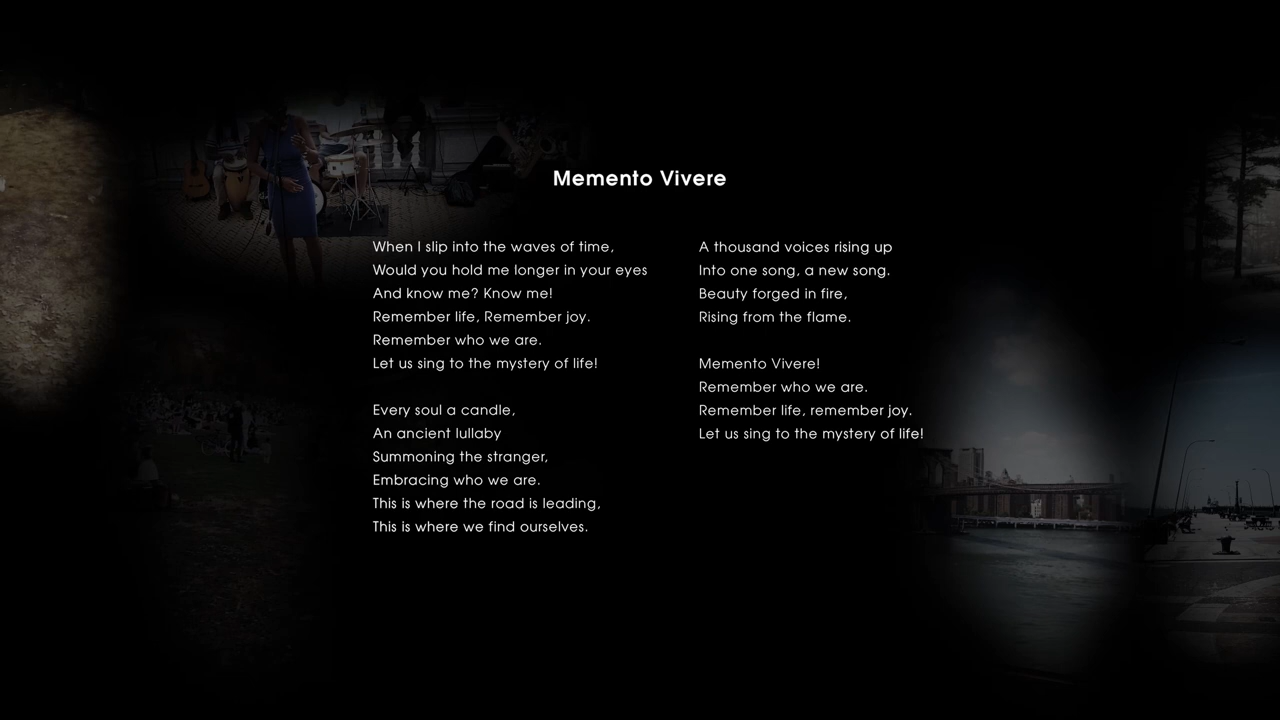 Memento Vivere
When I slip into the waves of time,
Would you hold me longer in your eyes
And know me? Know me!
Remember life, Remember joy.
Remember who we are.
Let us sing to the mystery of life!
Every soul a candle,
An ancient lullaby
Summoning the stranger,
Embracing who we are.
This is where the road is leading,
This is where we find ourselves.
A thousand voices rising up
Into one song, a new song.
Beauty forged in fire,
Rising from the flame.
Memento Vivere!
Remember who we are.
Remember life, remember joy.
Let us sing to the mystery of life!